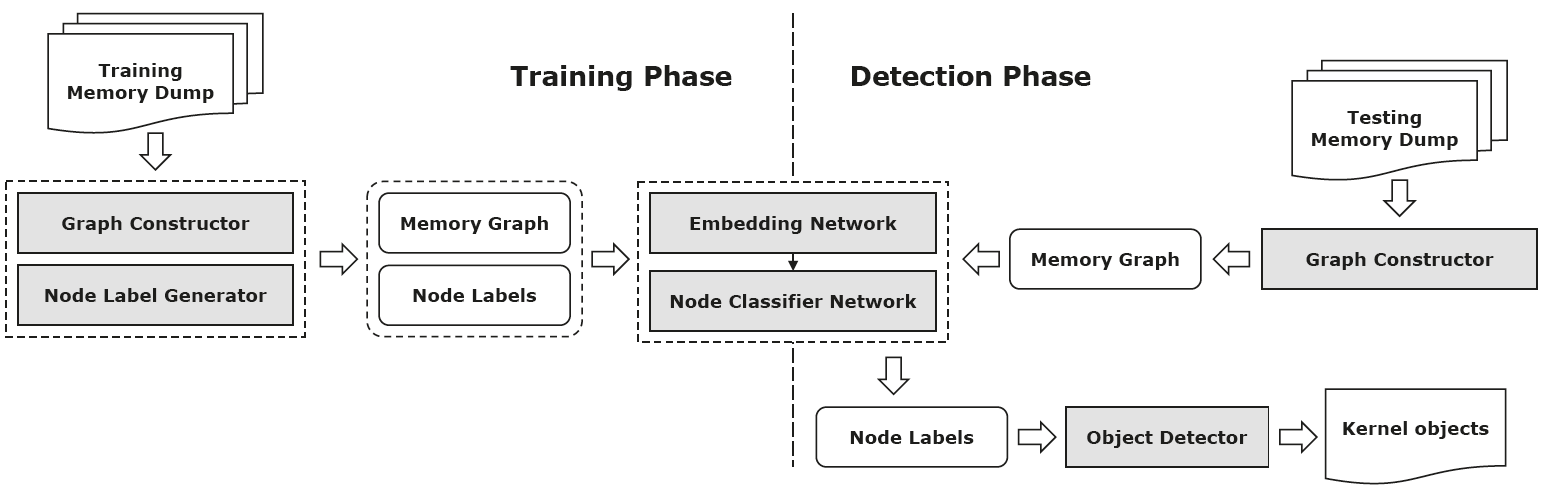 Training Phase
Detection Phase
Training
Memory Dump
Testing
Memory Dump
Graph Constructor
Node Label Generator
Memory Graph
Node Labels
Embedding Network
Node Classifier Network
Memory Graph
Graph Constructor
Node Labels
Object Detector
Kernel objects